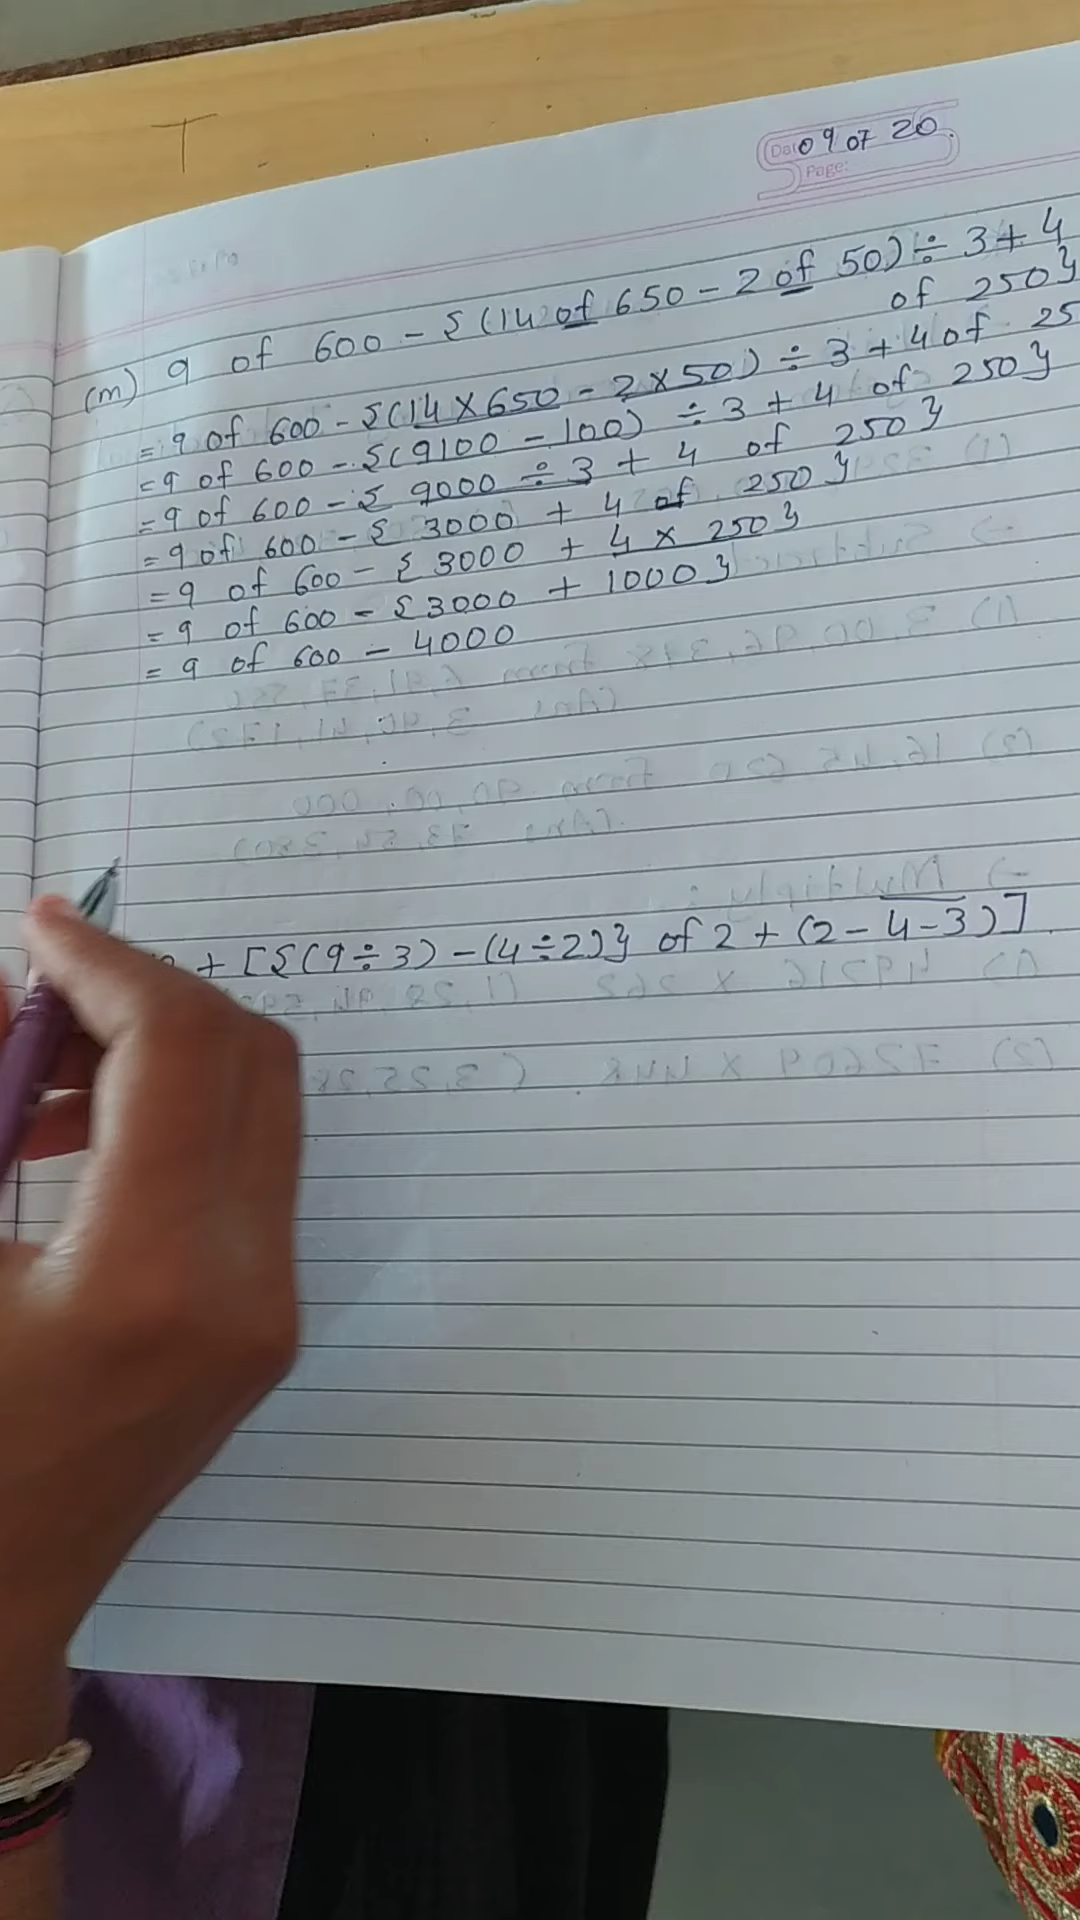 T
Date 09 07 20
Page:
(m) 9 of 600 - {(14 of 650 - 2 of 50) ÷ 3 + 4
of 250}
= 9 of 600 - {(14 × 650 - 2 × 50) ÷ 3 + 4 of 25
= 9 of 600 - {(9100 - 100) ÷ 3 + 4 of 250}
= 9 of 600 - { 9000 ÷ 3 + 4 of 250}
= 9 of 600 - { 3000 + 4 of 250}
= 9 of 600 - { 3000 + 4 × 250}
= 9 of 600 - {3000 + 1000}
= 9 of 600 - 4000
+ [{(9÷3) - (4÷2)} of 2 + (2 - 4-3)]